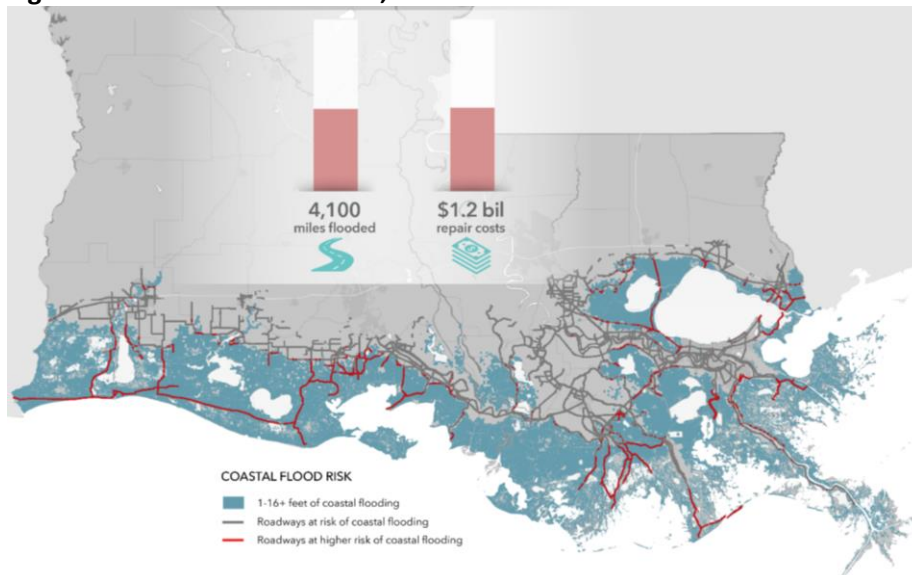 4,100
miles flooded
$1.2 bil
repair costs
COASTAL FLOOD RISK
1-16+ feet of coastal flooding
Roadways at risk of coastal flooding
Roadways at higher risk of coastal flooding